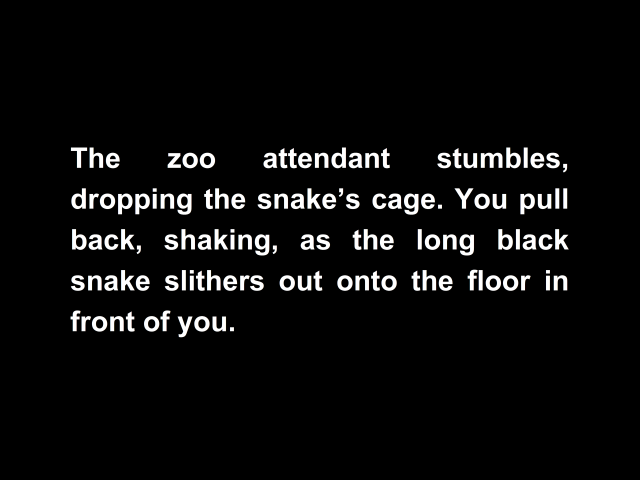 The zoo attendant stumbles,
dropping the snake’s cage. You pull
back, shaking, as the long black
snake slithers out onto the floor in
front of you.